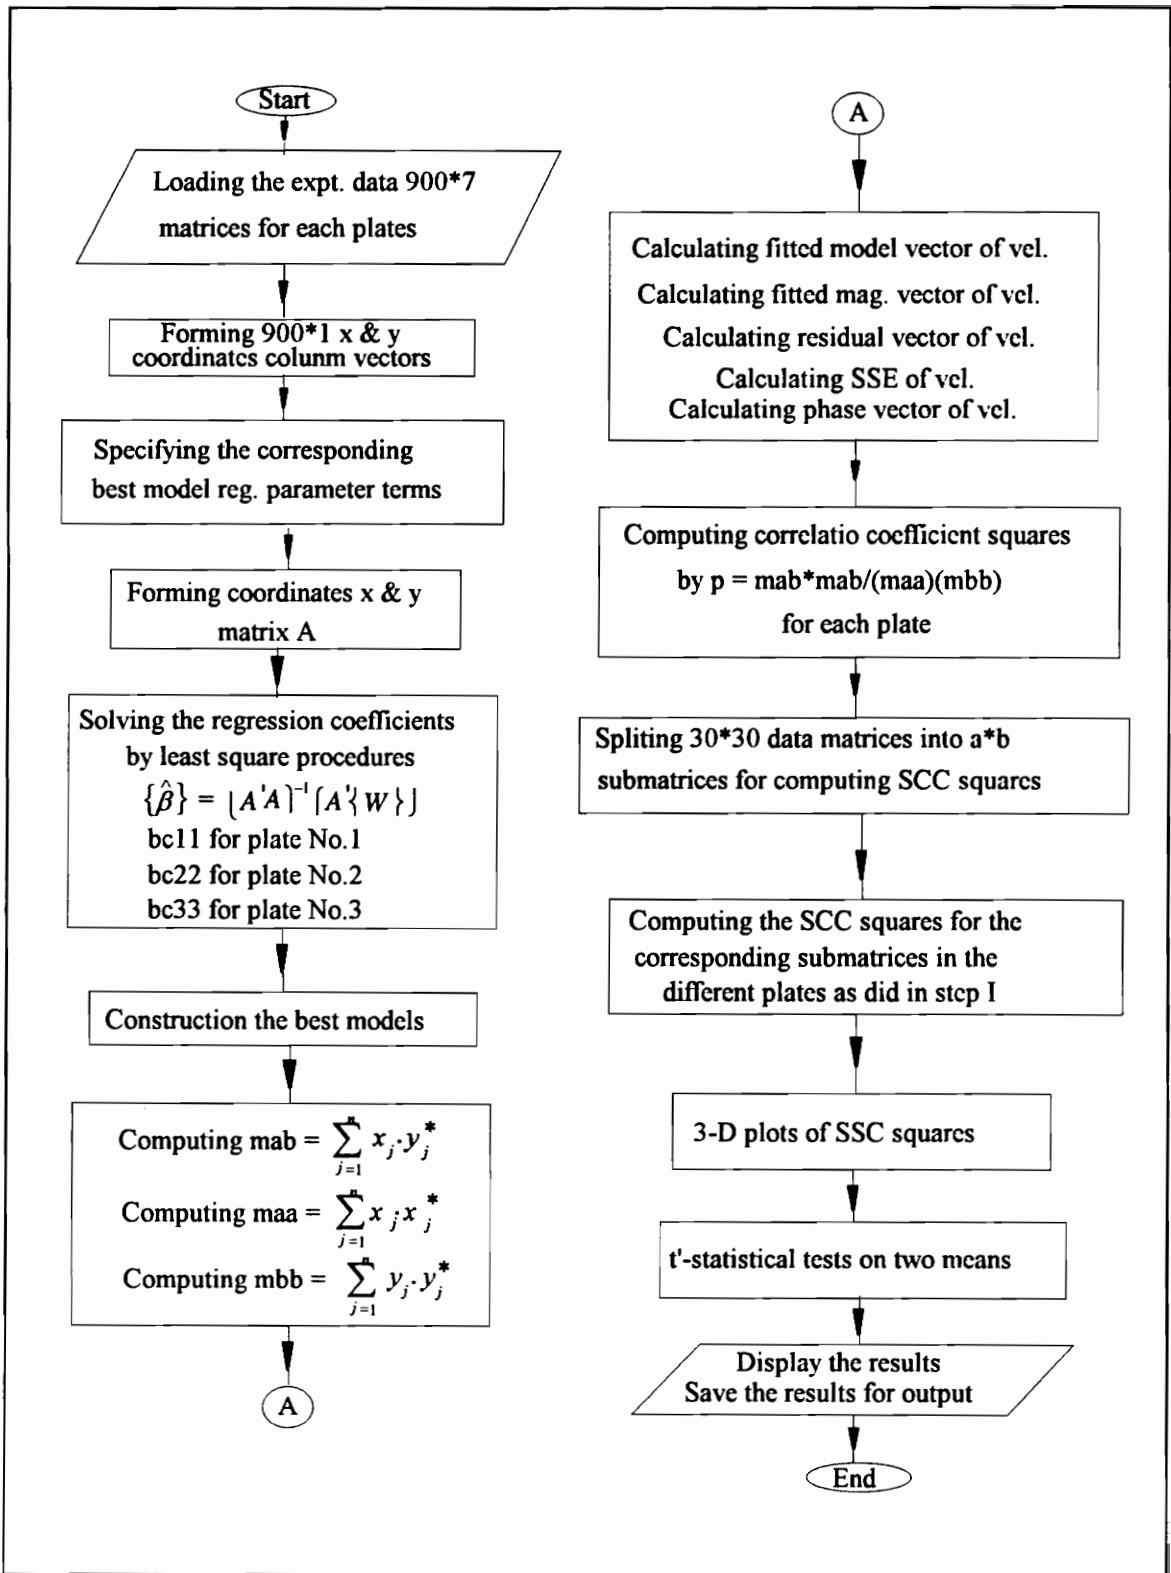 Start
Loading the expt. data 900*7
matrices for each plates
Forming 900*1 x & y
coordinates colunm vectors
Specifying the corresponding
best model reg. parameter terms
Forming coordinates x & y
matrix A
Solving the regression coefficients
by least square procedures
{β̂} = ⌊A'A⌉⁻¹⌈A'{W}⌋
bc11 for plate No.1
bc22 for plate No.2
bc33 for plate No.3
Construction the best models
Computing mab = ∑_{j=1}^{n} x_j.y_j^*
Computing maa = ∑_{j=1}^{n} x_j x_j^*
Computing mbb = ∑_{j=1}^{n} y_j.y_j^*
A
A
Calculating fitted model vector of vel.
Calculating fitted mag. vector of vel.
Calculating residual vector of vel.
Calculating SSE of vel.
Calculating phase vector of vel.
Computing correlatio coefficient squares
by p = mab*mab/(maa)(mbb)
for each plate
Spliting 30*30 data matrices into a*b
submatrices for computing SCC squares
Computing the SCC squares for the
corresponding submatrices in the
different plates as did in step I
3-D plots of SSC squares
t'-statistical tests on two means
Display the results
Save the results for output
End